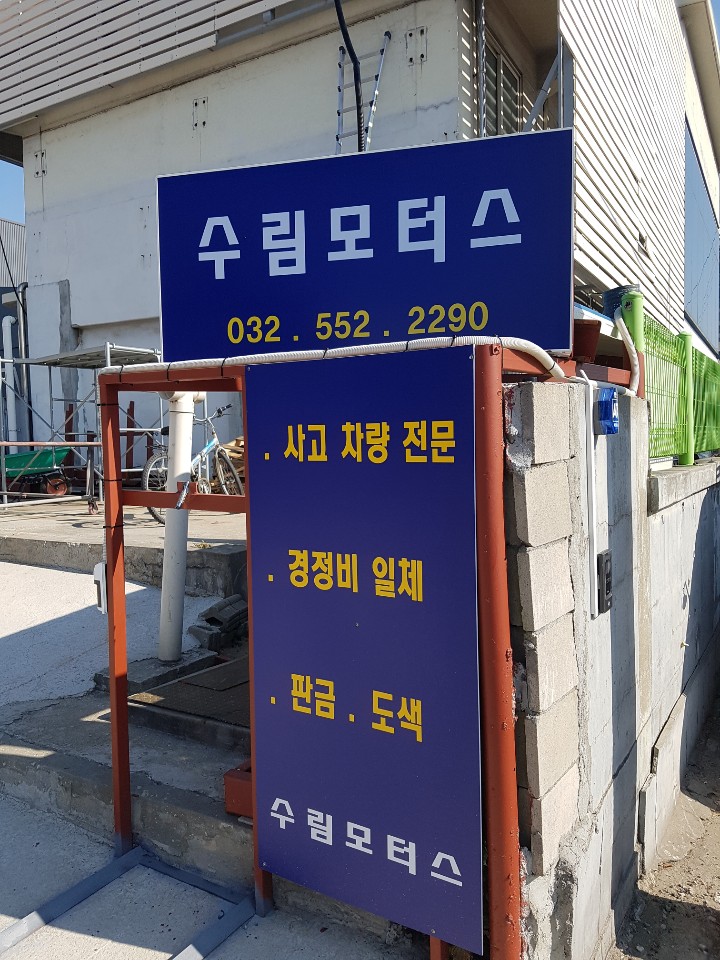 수림모터스
032 . 552 . 2290
. 사고 차량 전문
. 경정비 일체
. 판금 . 도색
수림모터스